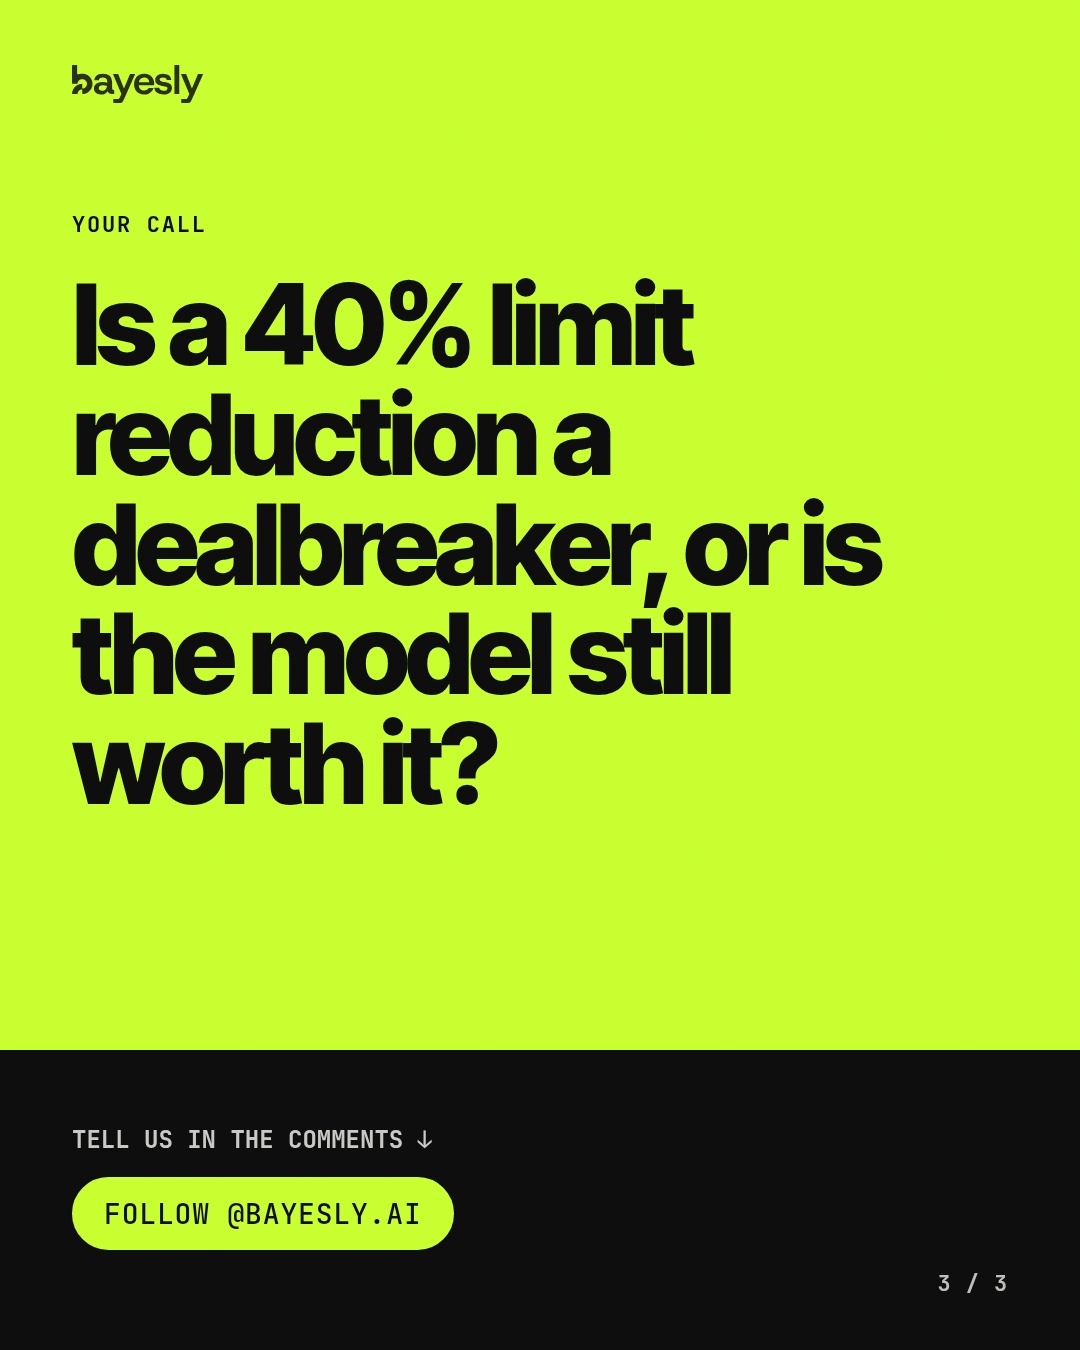 bayesly
YOUR CALL
Is a 40% limit
reduction a
dealbreaker, or is
the model still
worth it?
TELL US IN THE COMMENTS ↓
FOLLOW @BAYESLY.AI
3 / 3